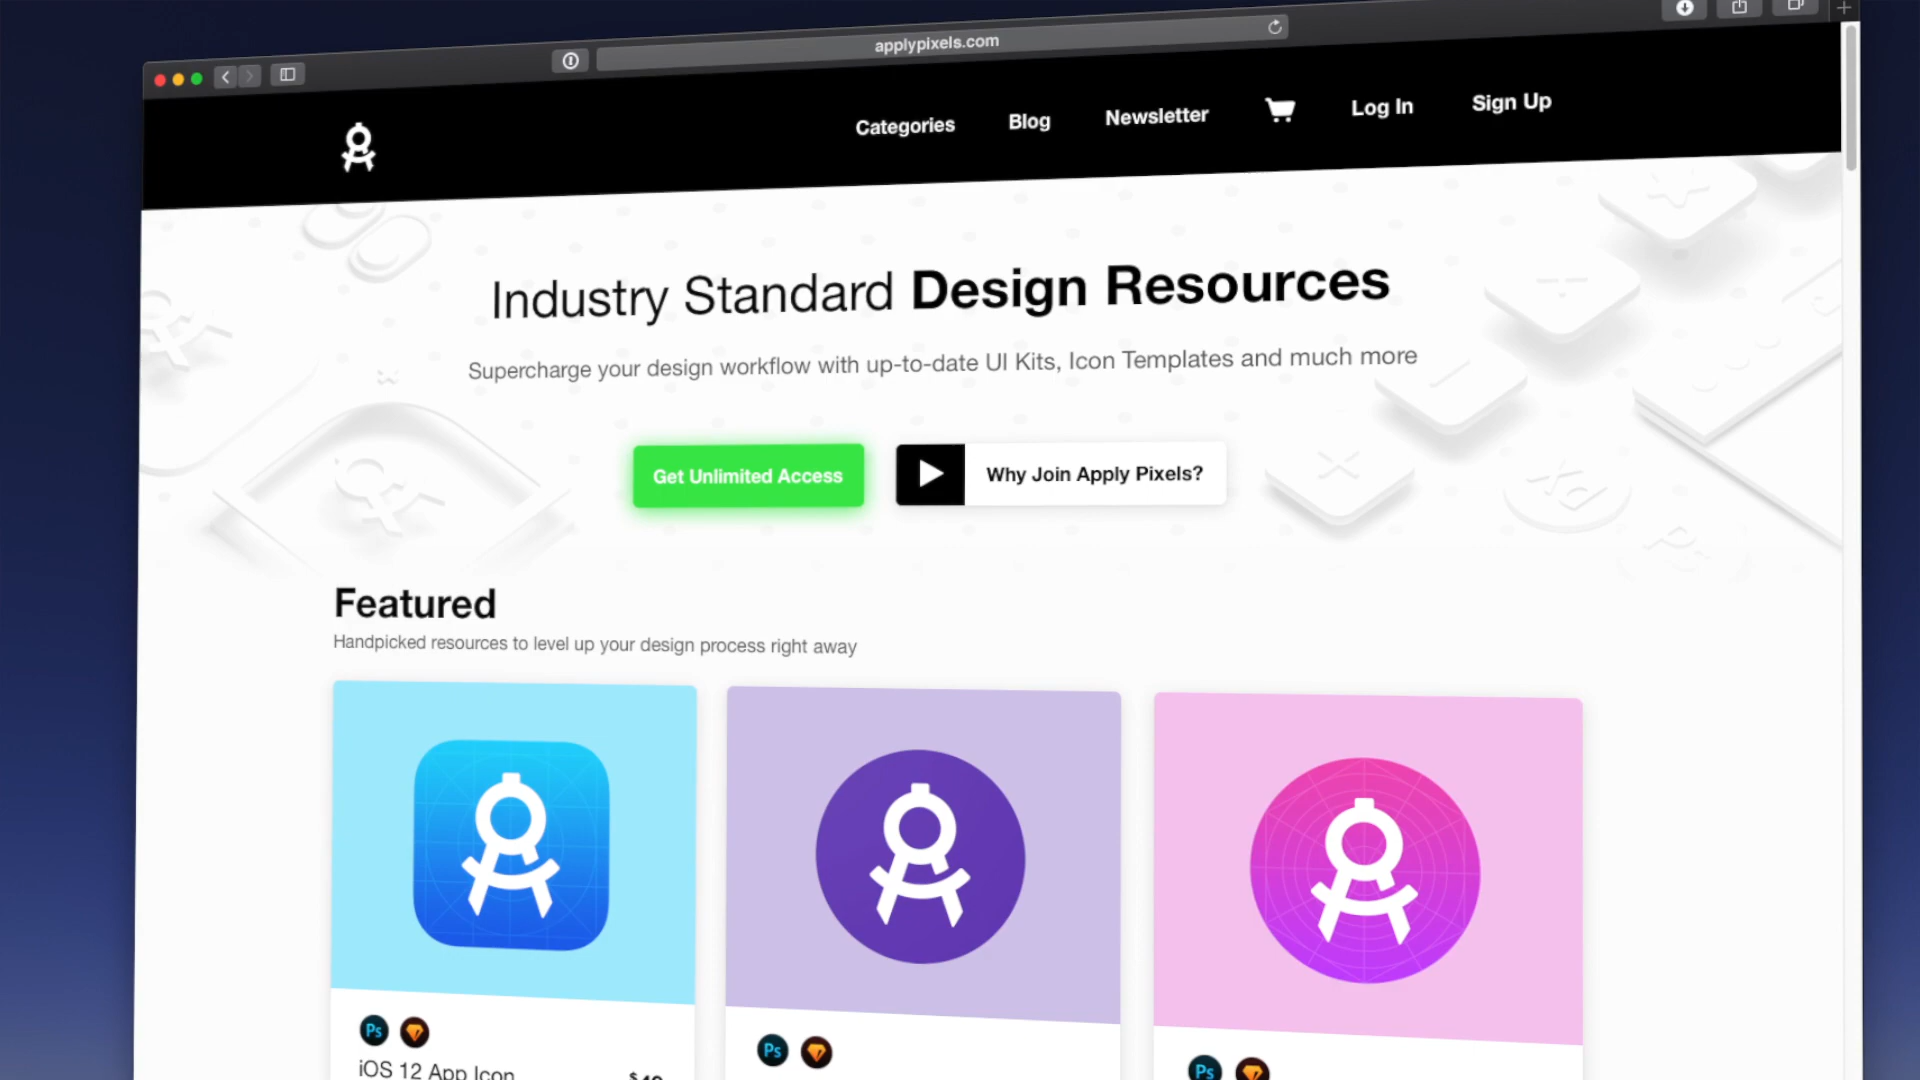 applypixels.com
Categories Blog Newsletter Log In Sign Up
Industry Standard Design Resources
Supercharge your design workflow with up-to-date UI Kits, Icon Templates and much more
Get Unlimited Access
Why Join Apply Pixels?
Featured
Handpicked resources to level up your design process right away
Ps
Ps
Ps
iOS 12 App Icon